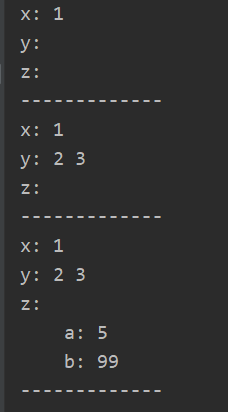 x: 1
y:
z:
-------------
x: 1
y: 2 3
z:
-------------
x: 1
y: 2 3
z:
    a: 5
    b: 99
-------------